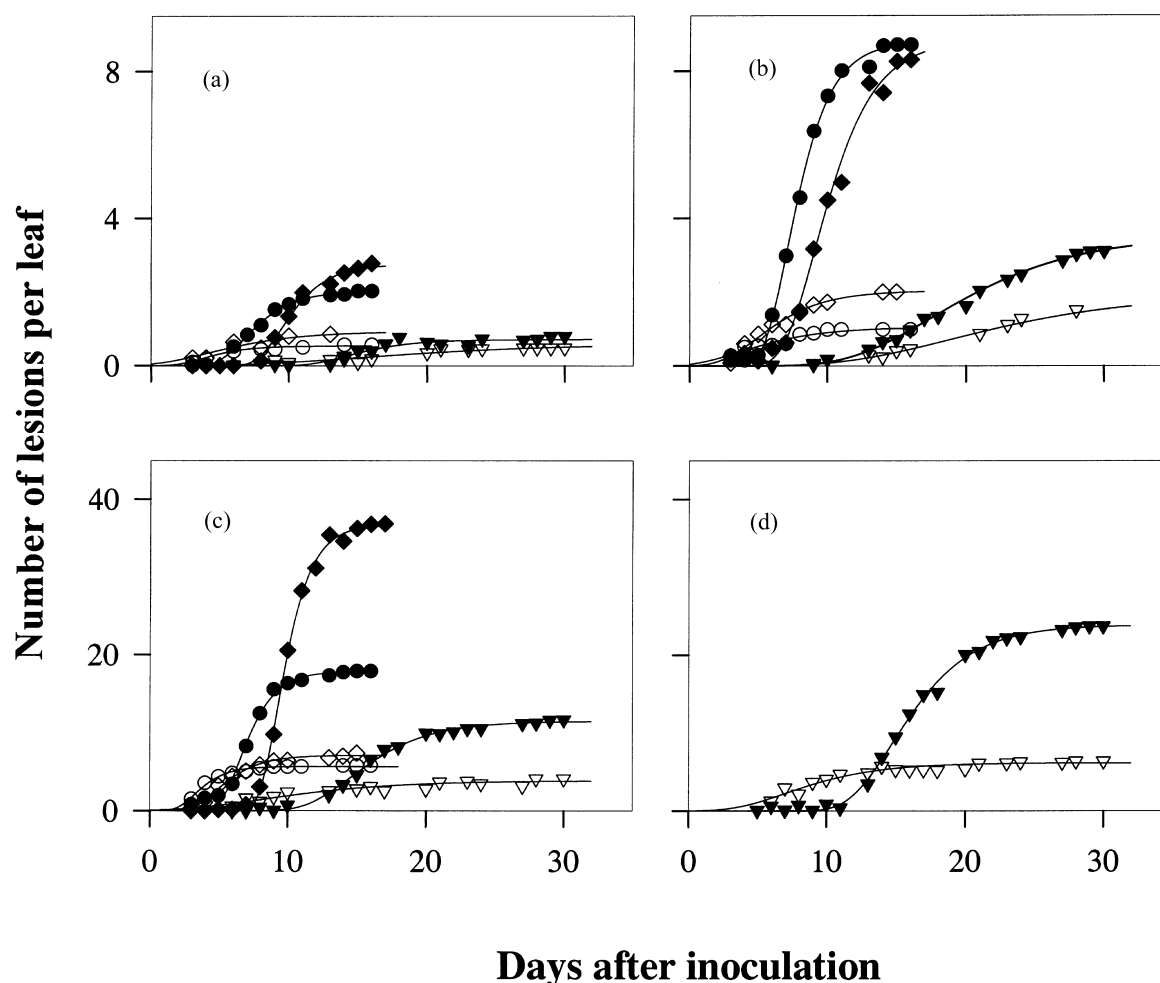 (a)
(b)
8
4
0
Number of lesions per leaf
(c)
(d)
40
20
0
0 10 20 30
0 10 20 30
Days after inoculation